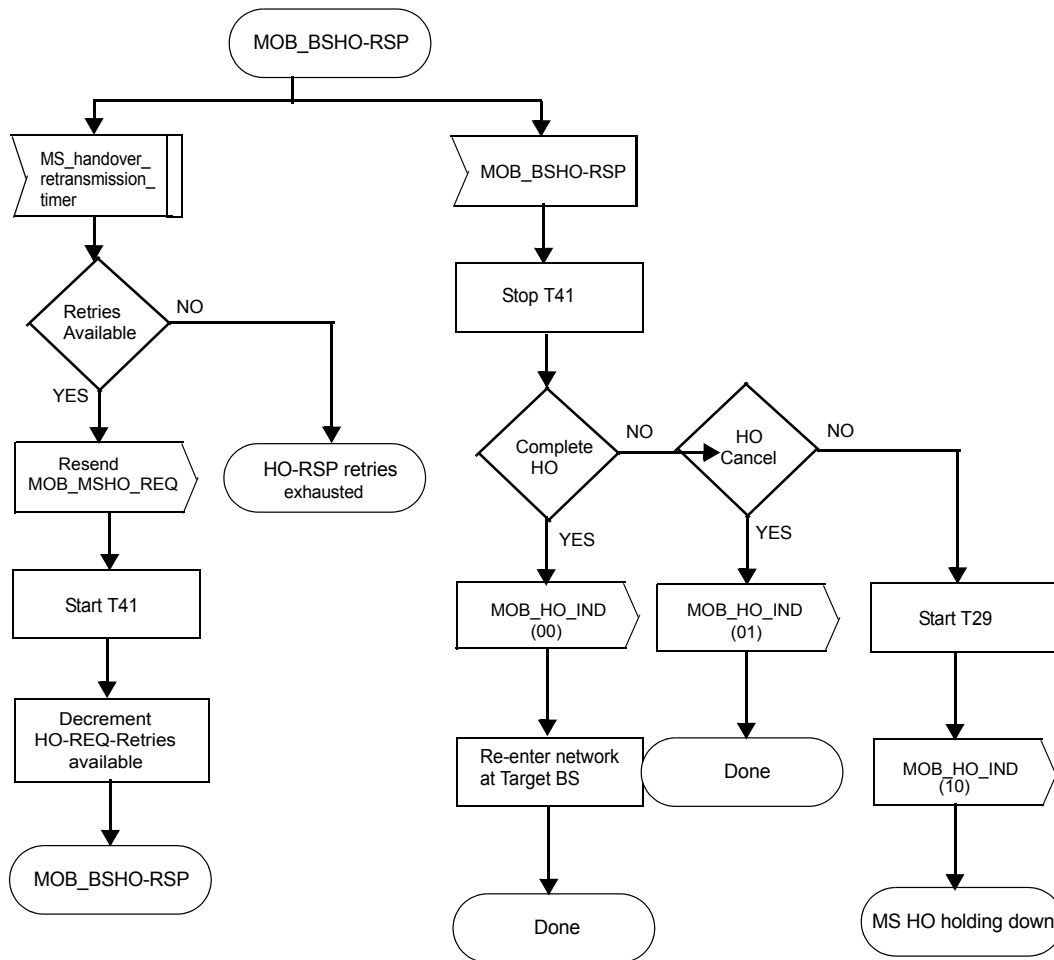 MOB_BSHO-RSP
MS_handover_
retransmission_
timer
MOB_BSHO-RSP
Stop T41
Retries
Available
NO
YES
Resend
MOB_MSHO_REQ
HO-RSP retries
exhausted
Complete
HO
NO
YES
HO
Cancel
NO
YES
Start T41
MOB_HO_IND
(00)
MOB_HO_IND
(01)
Start T29
Decrement
HO-REQ-Retries
available
Re-enter network
at Target BS
Done
MOB_HO_IND
(10)
MOB_BSHO-RSP
Done
MS HO holding down